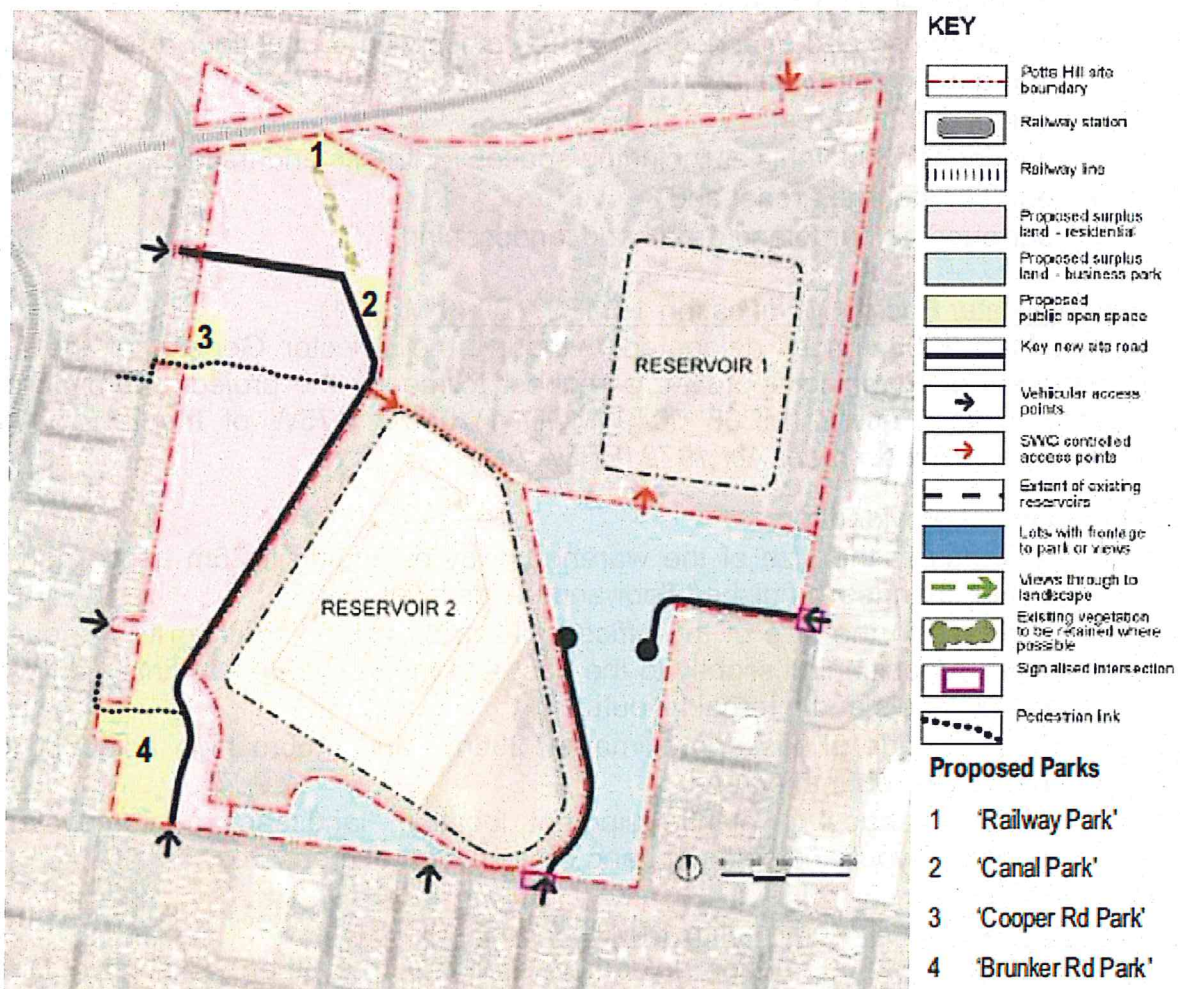 1
2
3
4
RESERVOIR 1
RESERVOIR 2
0 50 100 250
KEY
Potts Hill site
boundary
Railway station
Railway line
Proposed surplus
land - residential
Proposed surplus
land - business park
Proposed
public open space
Key new site road
Vehicular access
points
SWC controlled
access points
Extent of existing
reservoirs
Lots with frontage
to park or views
Views through to
landscape
Existing vegetation
to be retained where
possible
Signalised intersection
Pedestrian link
Proposed Parks
1 'Railway Park'
2 'Canal Park'
3 'Cooper Rd Park'
4 'Brunker Rd Park'